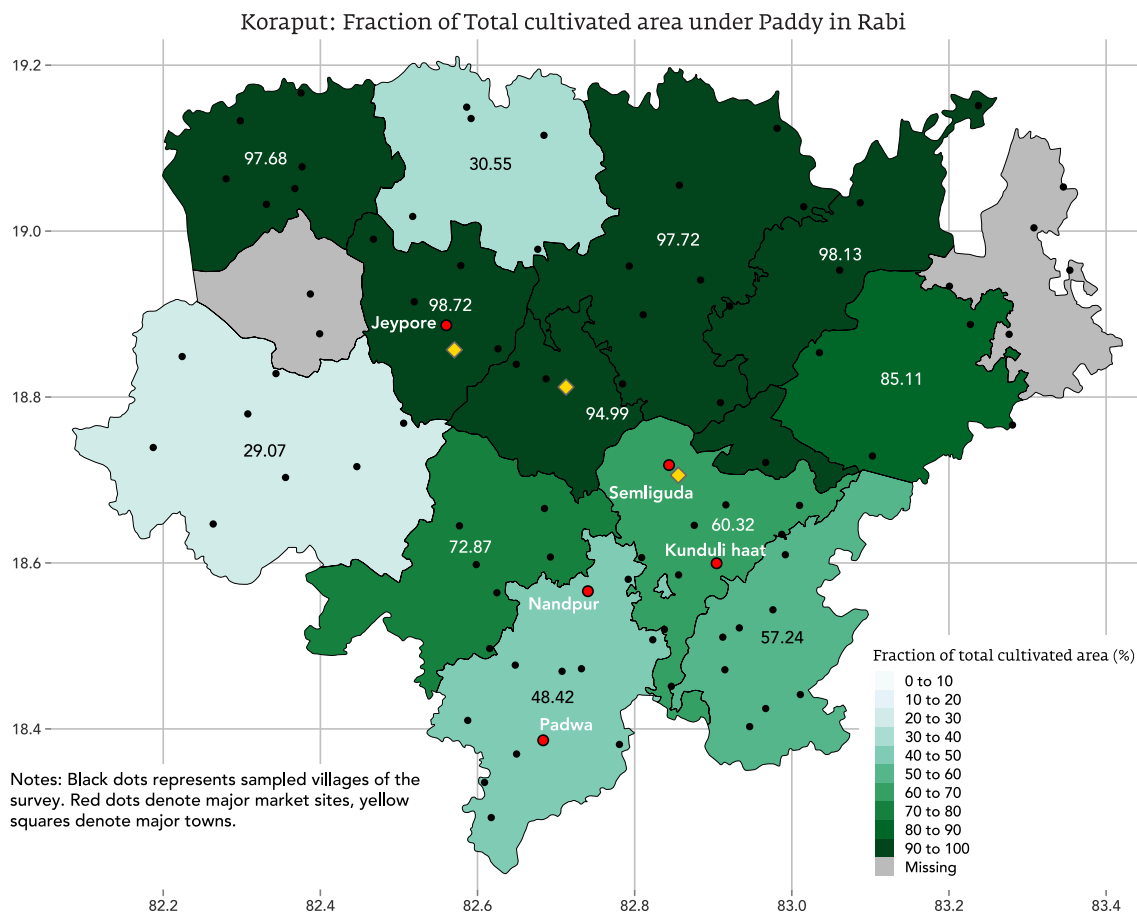 Koraput: Fraction of Total cultivated area under Paddy in Rabi
19.2
97.68
30.55
19.0
97.72
98.13
98.72
Jeypore
18.8
85.11
94.99
29.07
Semliguda
60.32
72.87
Kunduli haat
18.6
Nandpur
57.24
48.42
Padwa
18.4
Fraction of total cultivated area (%)
0 to 10
10 to 20
20 to 30
30 to 40
40 to 50
50 to 60
60 to 70
70 to 80
80 to 90
90 to 100
Missing
Notes: Black dots represents sampled villages of the
survey. Red dots denote major market sites, yellow
squares denote major towns.
82.2 82.4 82.6 82.8 83.0 83.2 83.4